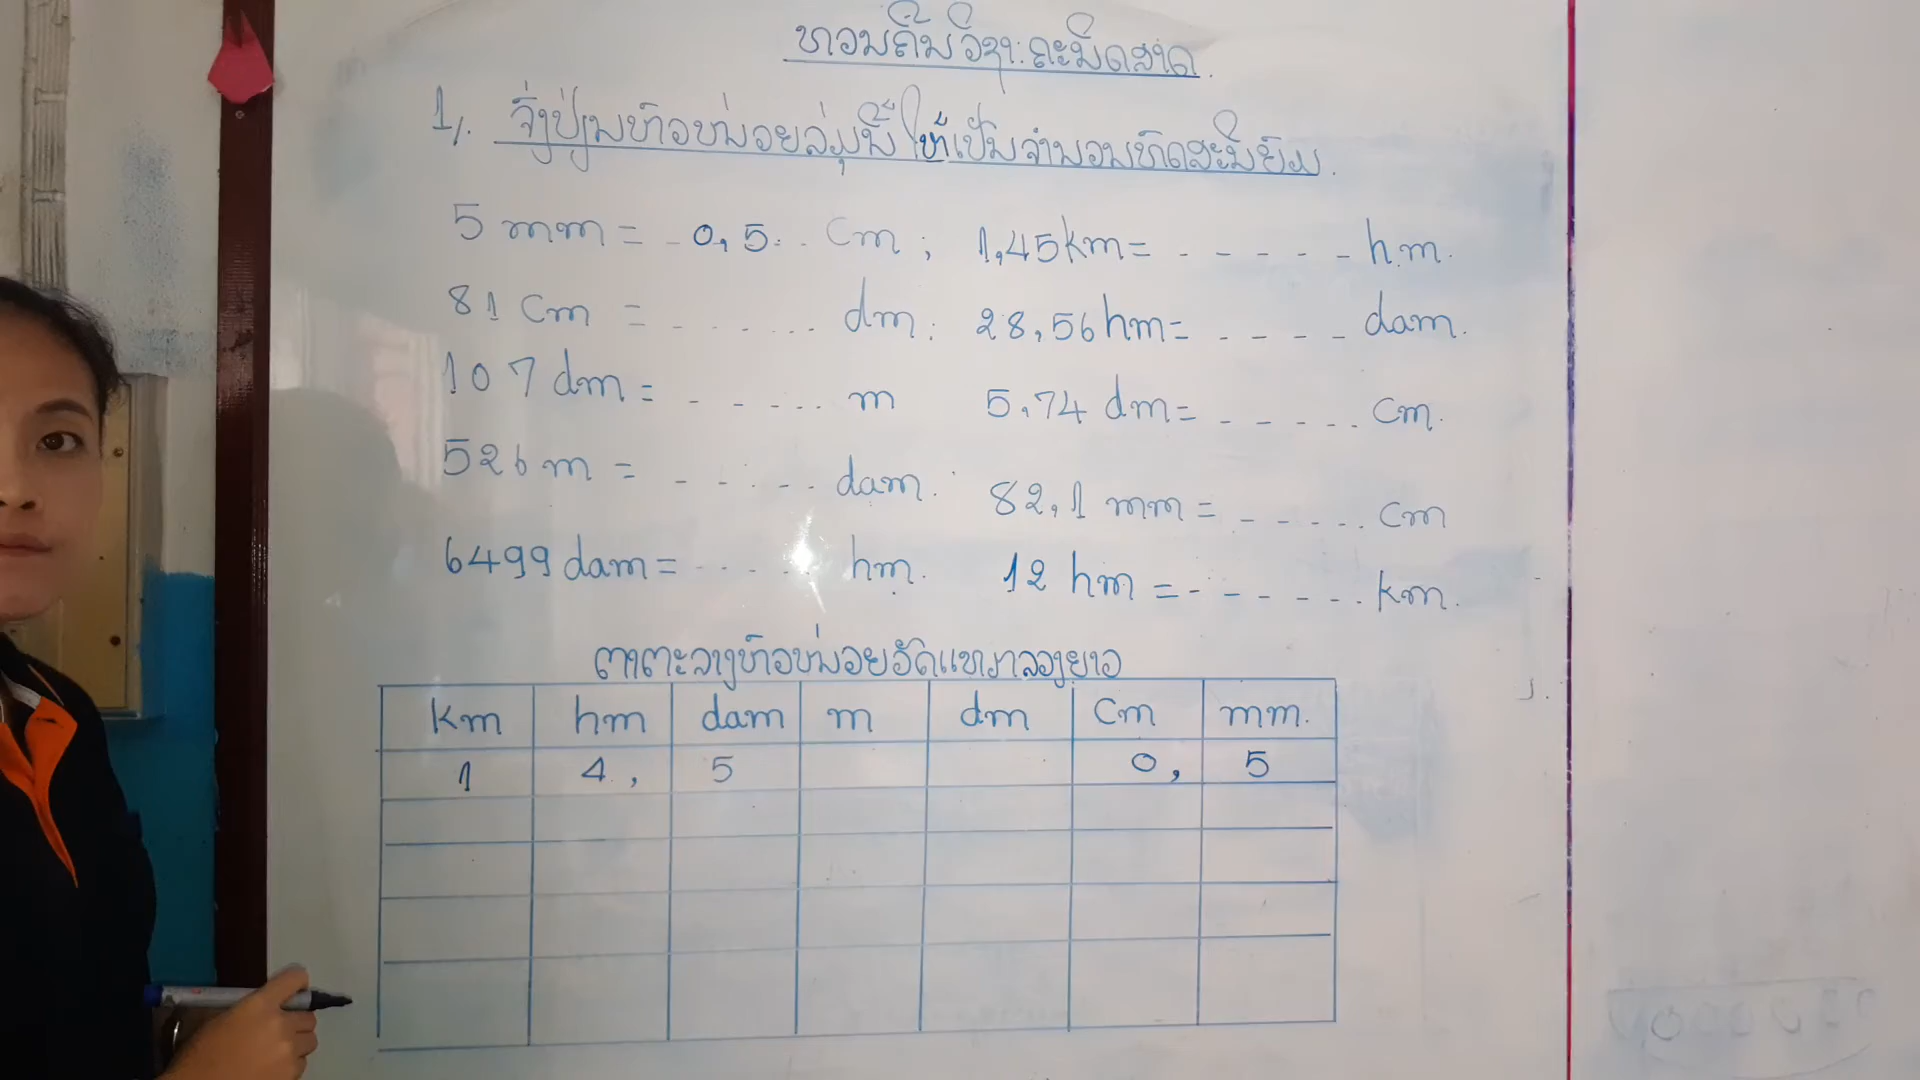 ທວນຄືນວິຊາ: ຄະນິດສາດ.
1/. ຈົ່ງປ່ຽນຫົວໜ່ວຍລຸ່ມນີ້ ໃຫ້ເປັນຈຳນວນທົດສະນິຍົມ.
5 mm = - 0,5 . . cm ; 1,45km= - - - - - hm.
81 cm = - - - . . . dm. 28,56 hm= - - - - dam.
107 dm = - - - . . . m 5,74 dm= - - - - . cm.
526 m = - - - - - dam. 82,1 mm = - - - - . cm
6499 dam = - - - . . . hm. 12 hm = - - - - - . km.
ຕາຕະລາງຫົວໜ່ວຍວັດແທກລວງຍາວ
km hm dam m dm cm mm.
1 4, 5 0, 5